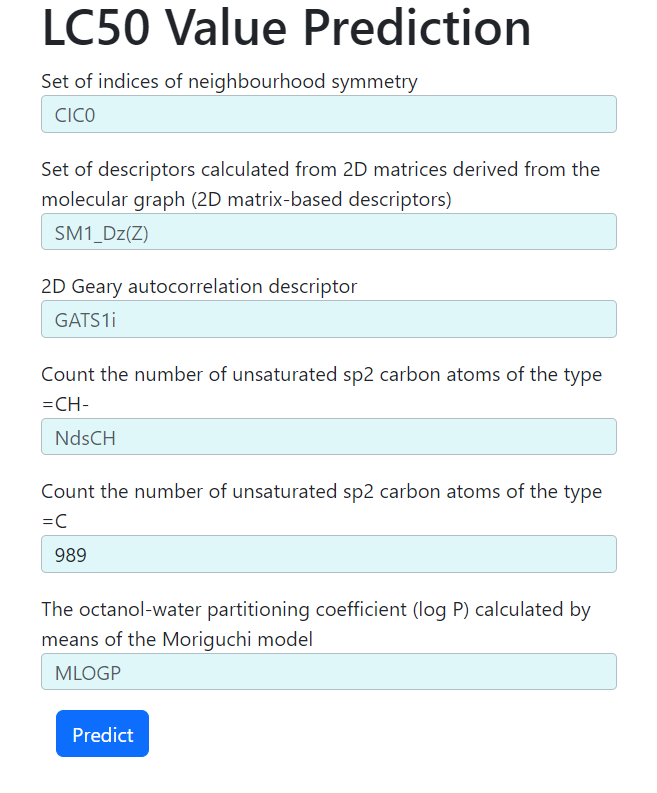 LC50 Value Prediction
Set of indices of neighbourhood symmetry
CIC0
Set of descriptors calculated from 2D matrices derived from the
molecular graph (2D matrix-based descriptors)
SM1_Dz(Z)
2D Geary autocorrelation descriptor
GATS1i
Count the number of unsaturated sp2 carbon atoms of the type
=CH-
NdsCH
Count the number of unsaturated sp2 carbon atoms of the type
=C
989
The octanol-water partitioning coefficient (log P) calculated by
means of the Moriguchi model
MLOGP
Predict